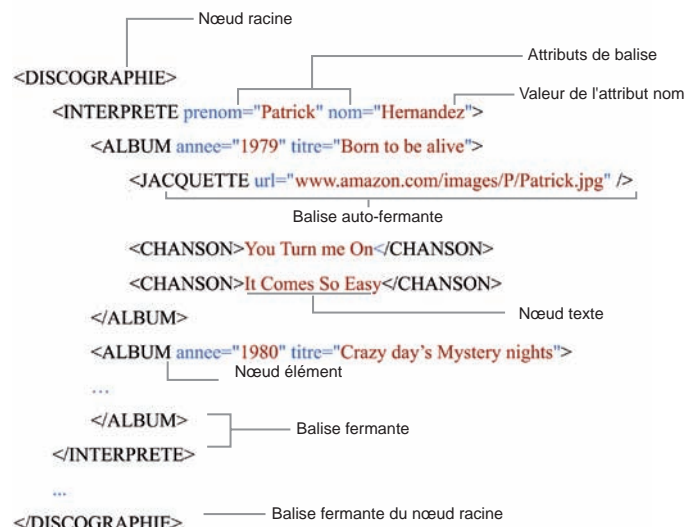 Nœud racine
Attributs de balise
<DISCOGRAPHIE>
Valeur de l'attribut nom
<INTERPRETE prenom="Patrick" nom="Hernandez">
<ALBUM annee="1979" titre="Born to be alive">
<JACQUETTE url="www.amazon.com/images/P/Patrick.jpg" />
Balise auto-fermante
<CHANSON>You Turn me On</CHANSON>
<CHANSON>It Comes So Easy</CHANSON>
Nœud texte
</ALBUM>
<ALBUM annee="1980" titre="Crazy day's Mystery nights">
Nœud élément
...
</ALBUM>
Balise fermante
</INTERPRETE>
...
Balise fermante du nœud racine
</DISCOGRAPHIE>